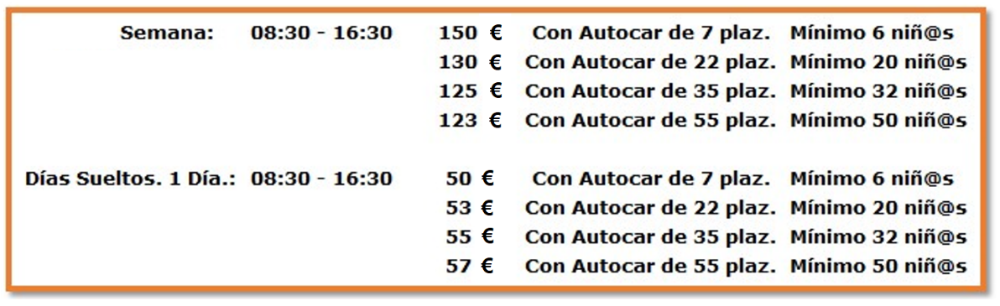 Semana: 08:30 - 16:30 150 € Con Autocar de 7 plaz. Mínimo 6 niñ@s
130 € Con Autocar de 22 plaz. Mínimo 20 niñ@s
125 € Con Autocar de 35 plaz. Mínimo 32 niñ@s
123 € Con Autocar de 55 plaz. Mínimo 50 niñ@s
Días Sueltos. 1 Día.: 08:30 - 16:30 50 € Con Autocar de 7 plaz. Mínimo 6 niñ@s
53 € Con Autocar de 22 plaz. Mínimo 20 niñ@s
55 € Con Autocar de 35 plaz. Mínimo 32 niñ@s
57 € Con Autocar de 55 plaz. Mínimo 50 niñ@s